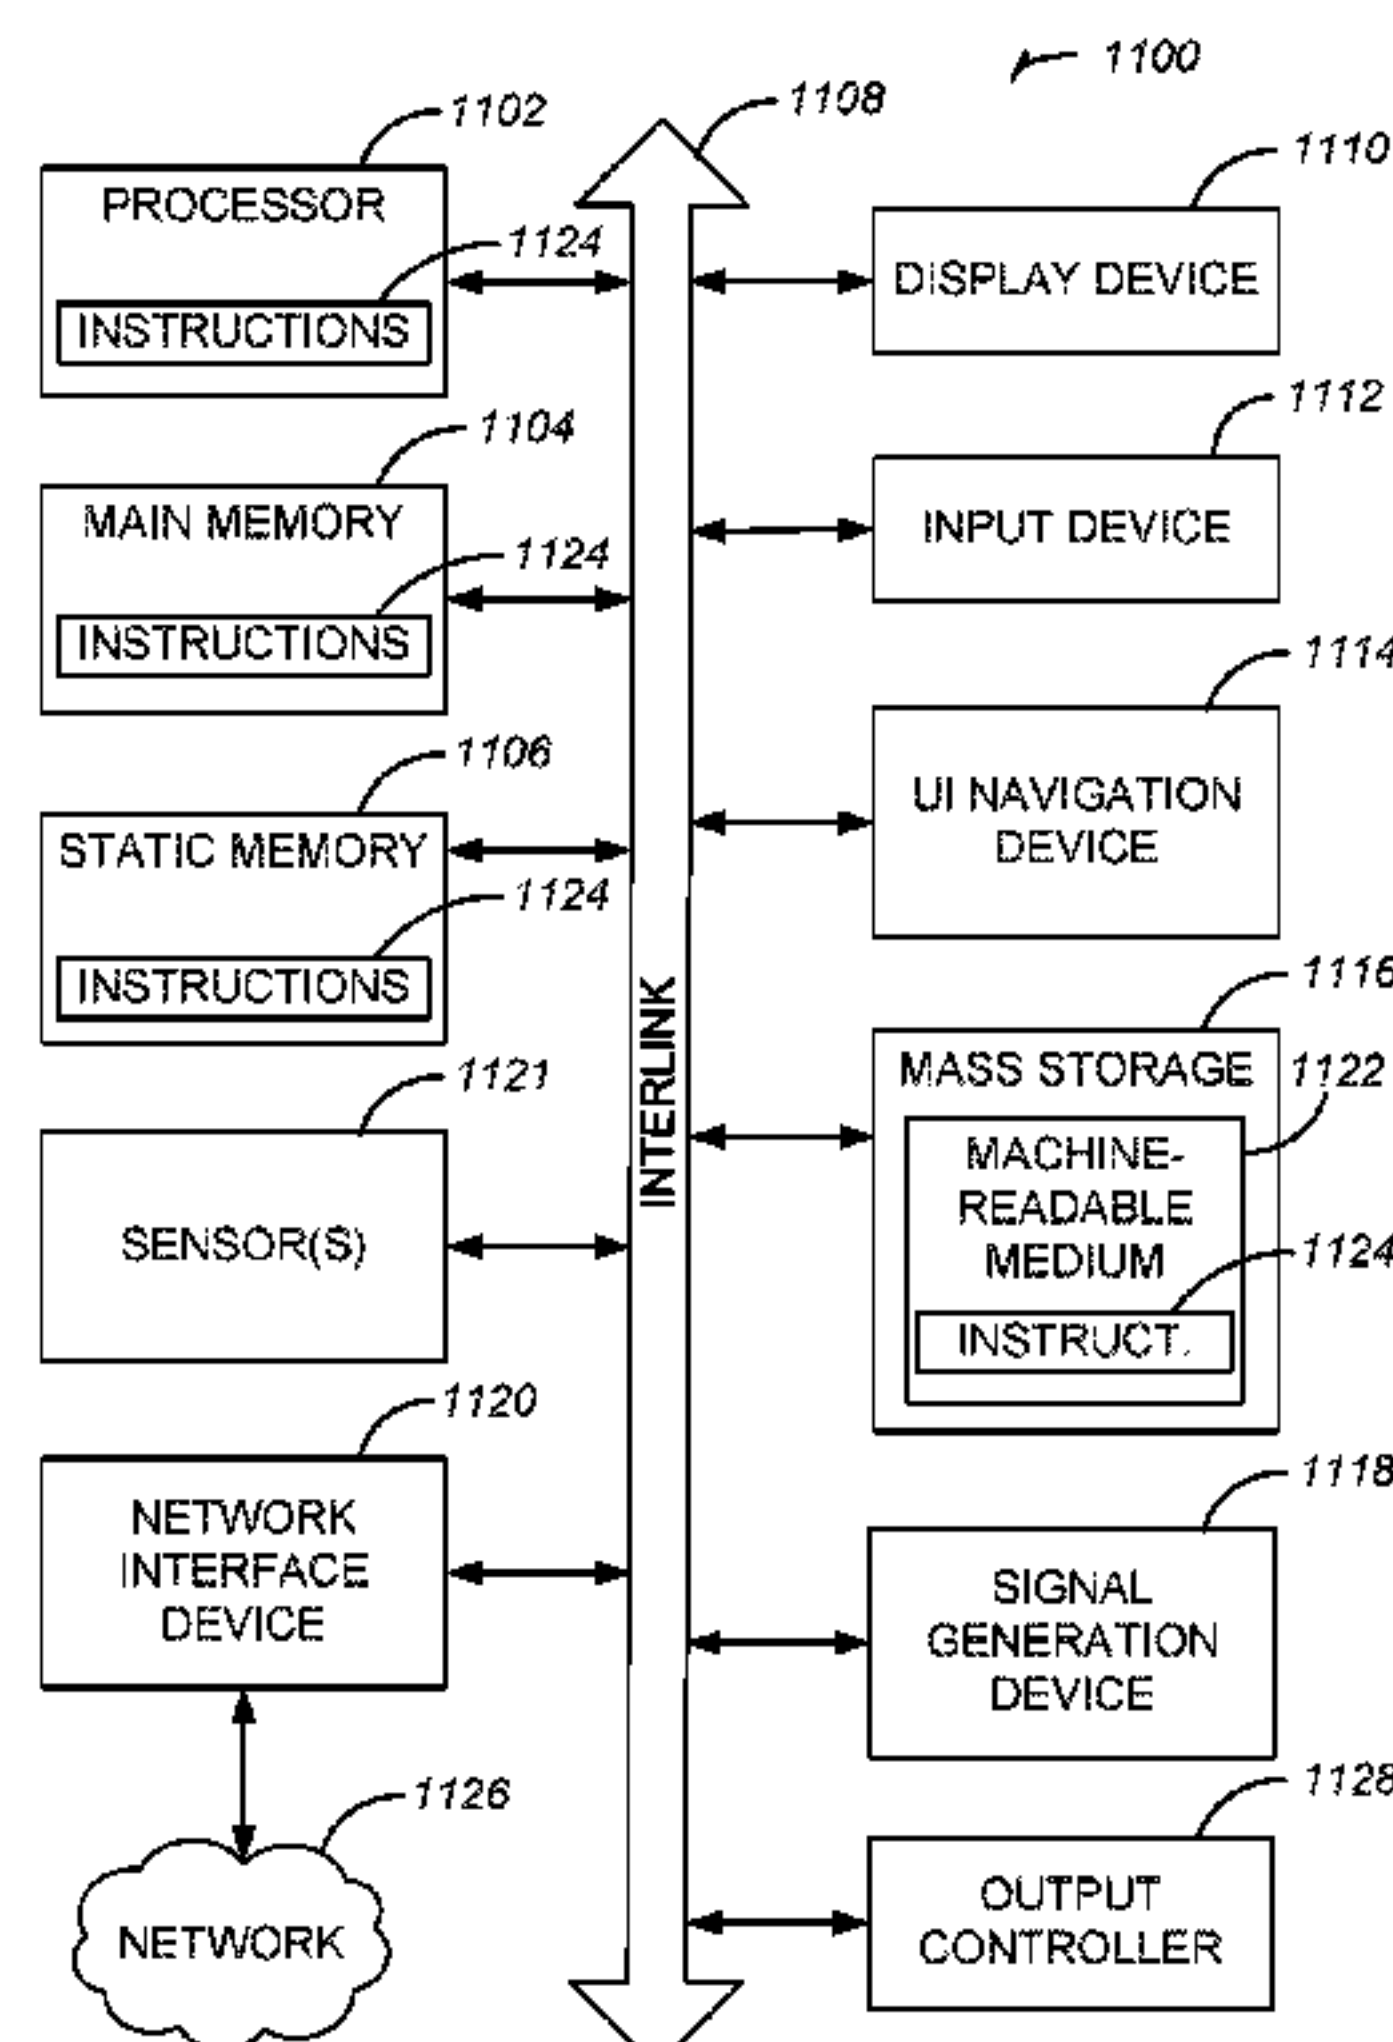 1100
1102
1108
1110
PROCESSOR
1124
INSTRUCTIONS
DISPLAY DEVICE
1104
1112
MAIN MEMORY
1124
INSTRUCTIONS
INPUT DEVICE
1106
1114
STATIC MEMORY
1124
INSTRUCTIONS
UI NAVIGATION
DEVICE
INTERLINK
1121
SENSOR(S)
1116
MASS STORAGE
1122
MACHINE-
READABLE
MEDIUM
1124
INSTRUCT.
1120
NETWORK
INTERFACE
DEVICE
1118
SIGNAL
GENERATION
DEVICE
1126
NETWORK
1128
OUTPUT
CONTROLLER